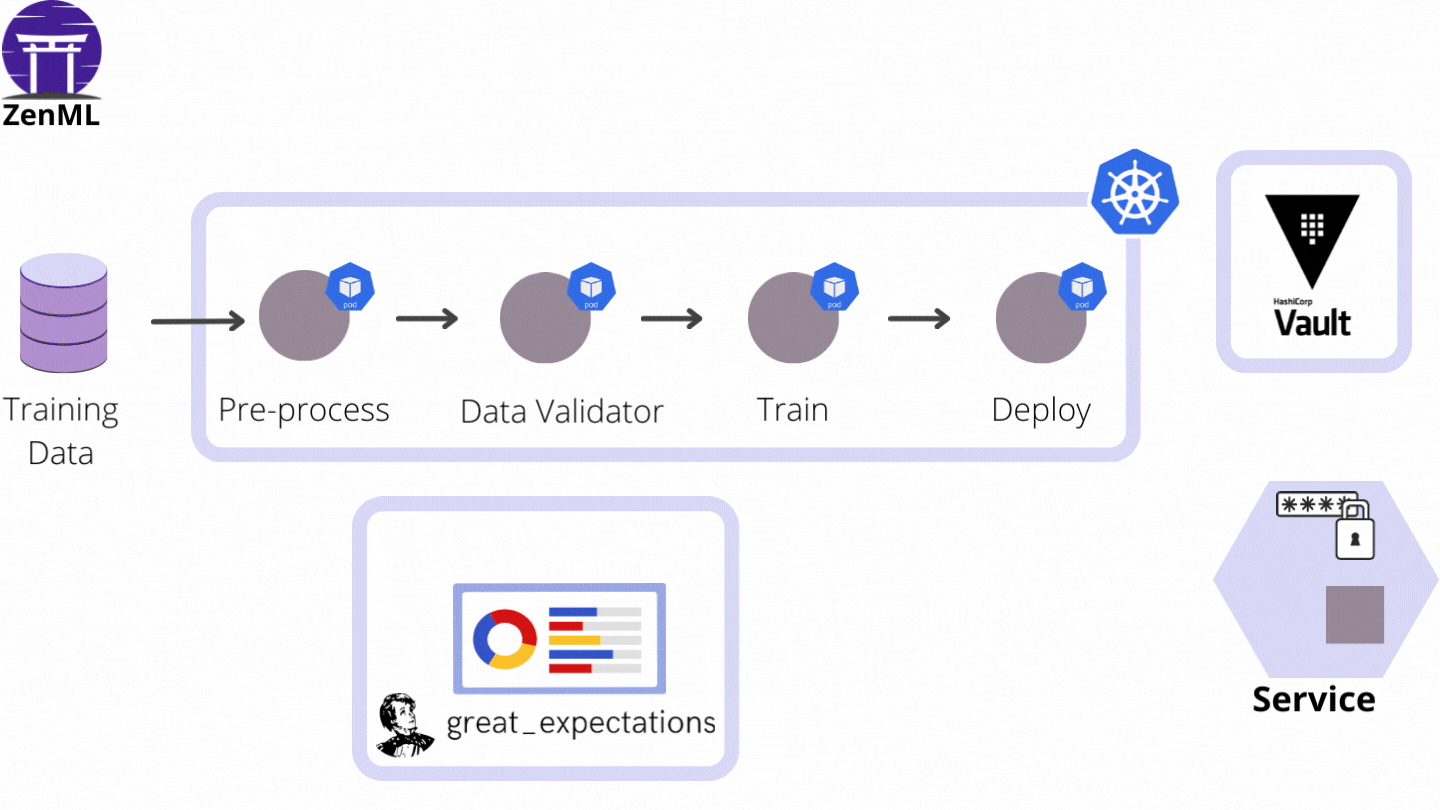 ZenML
pod
pod
pod
pod
HashiCorp
Vault
Training
Data
Pre-process
Data Validator
Train
Deploy
****
great_expectations
Service